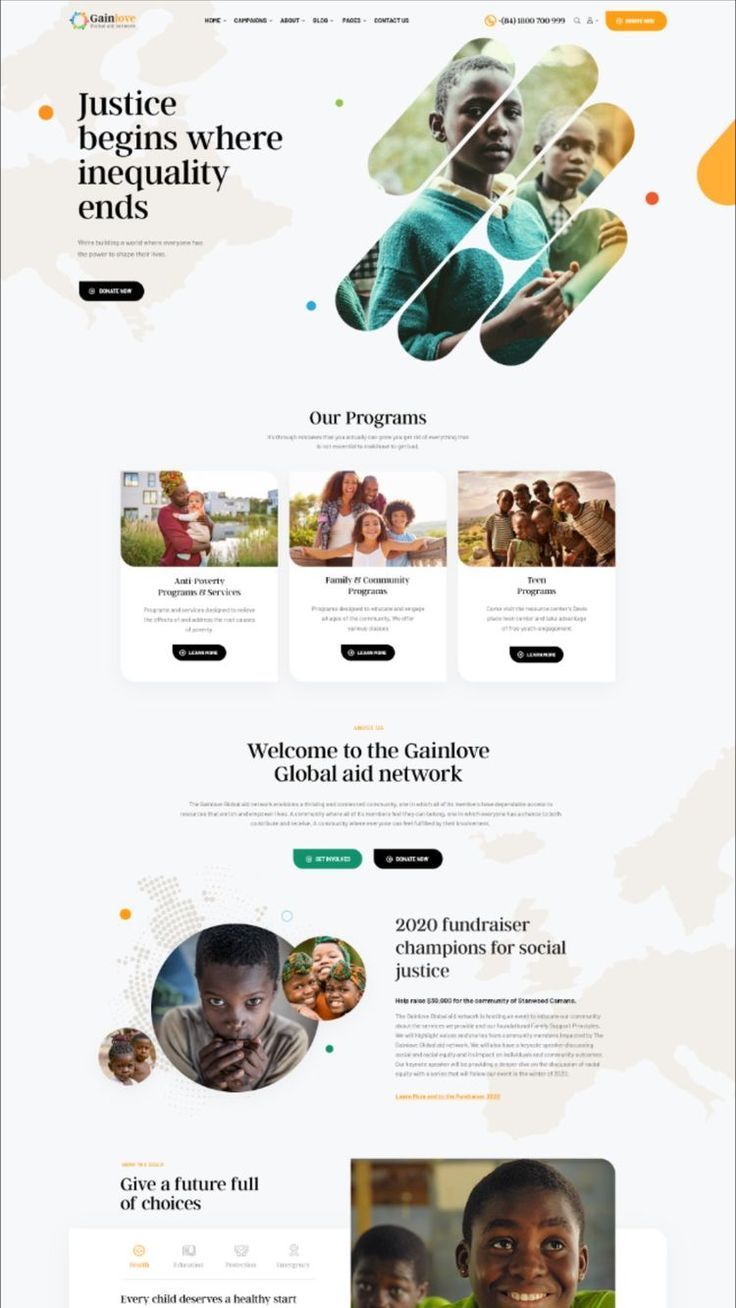 Gainlove
Global aid network
HOME
CAMPAIGNS
ABOUT
BLOG
PAGES
CONTACT US
-(84) 1800 700 999
DONATE NOW
Justice
begins where
inequality
ends
We're building a world where everyone has
the power to shape their lives.
DONATE NOW
Our Programs
It's through mistakes that you actually can grow you get rid of everything that
is not essential to
Anti-Poverty
Programs & Services
Programs and services designed to relieve
the effects of and address the root causes
of poverty
LEARN MORE
Family & Community
Programs
Programs designed to educate and engage
all ages of the community. We offer
various classes
LEARN MORE
Teen
Programs
Come visit the resource center's Davis
place teen center and take advantage
of free youth engagement
LEARN MORE
ABOUT US
Welcome to the Gainlove
Global aid network
The Gainlove Global aid network envisions a thriving and connected community, one in which all of its members have dependable access to
resources that enrich and empower lives. A community where all of its members feel they can belong, one in which everyone has a chance to both
contribute and receive. A community where everyone can feel fulfilled by their involvement.
GET INVOLVED
DONATE NOW
2020 fundraiser
champions for social
justice
Help raise $39,900 for the community of Stanwood Camano.
The Gainlove Global aid network is hosting an event to educate our community
about the services we provide and our foundational Family Support Principles.
We will highlight voices and stories from community members impacted by The
Gainlove Global aid network. We will also have a keynote speaker discussing
social and racial equity and its impact on individuals and community outcomes.
Our keynote speaker will be providing a deeper dive on the discussion of racial
equity with a series that will follow our event in the winter of 2020.
Learn More and to the Fundraiser 2020
Give a future full
of choices
Health
Education
Protection
Emergency
Every child deserves a healthy start